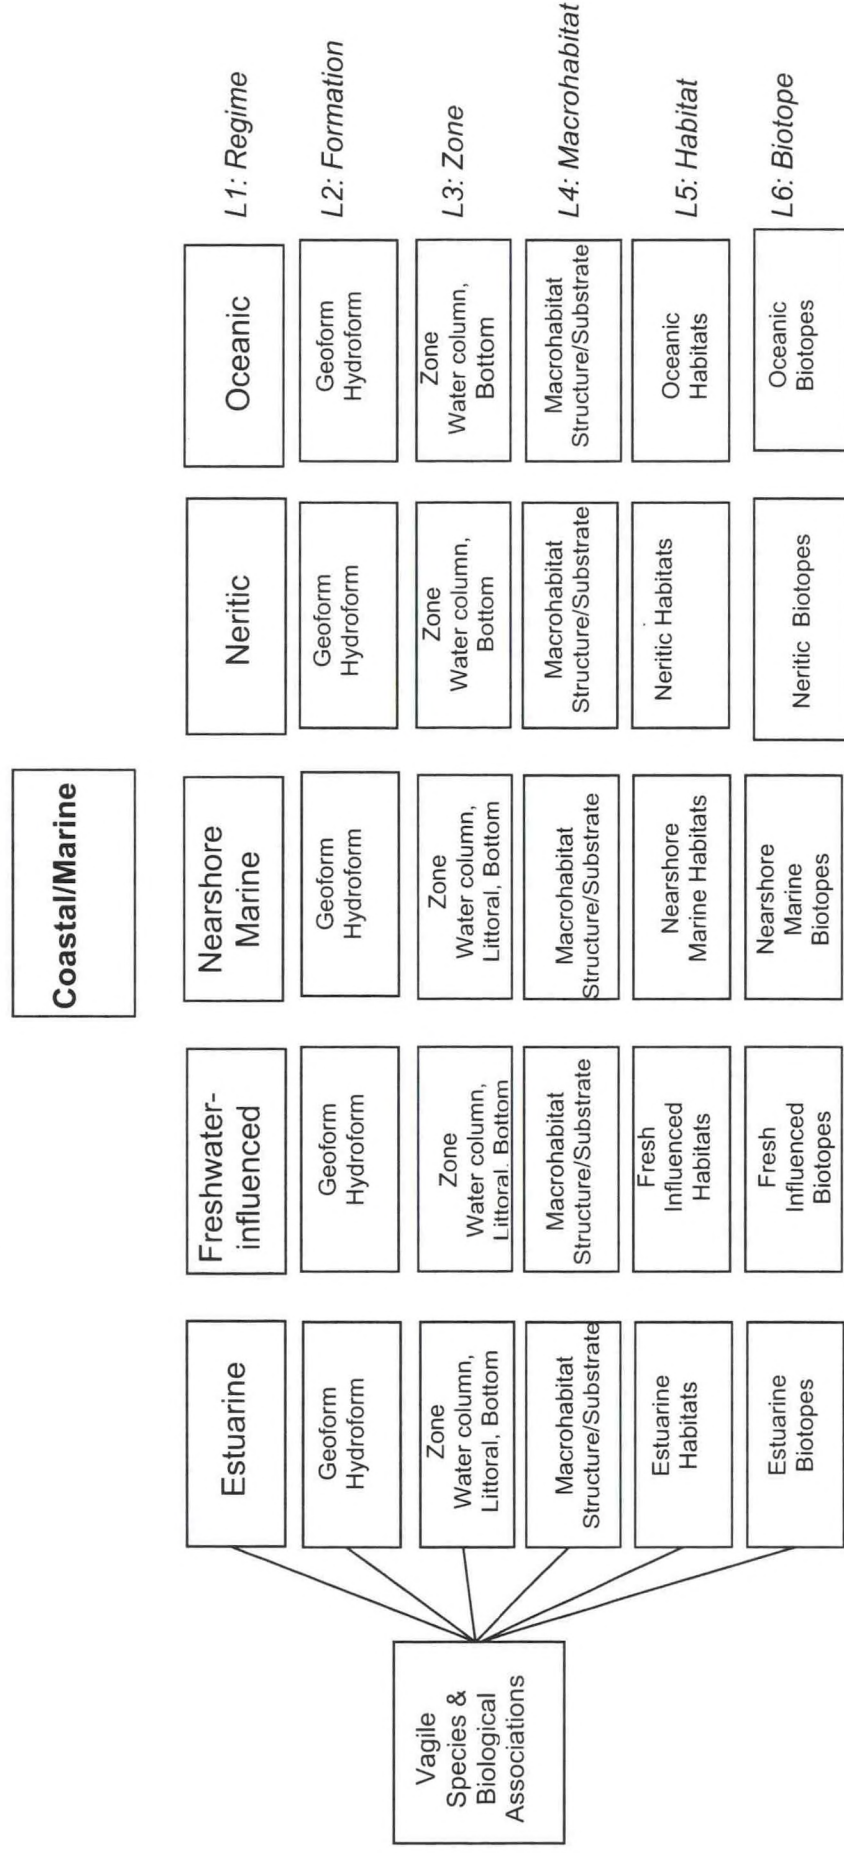 Coastal/Marine
Estuarine
Freshwater-
influenced
Nearshore
Marine
Neritic
Oceanic
L1: Regime
Geoform
Hydroform
Geoform
Hydroform
Geoform
Hydroform
Geoform
Hydroform
Geoform
Hydroform
L2: Formation
Vagile
Species &
Biological
Associations
Zone
Water column,
Littoral, Bottom
Zone
Water column,
Littoral. Bottom
Zone
Water column,
Littoral, Bottom
Zone
Water column,
Bottom
Zone
Water column,
Bottom
L3: Zone
Macrohabitat
Structure/Substrate
Macrohabitat
Structure/Substrate
Macrohabitat
Structure/Substrate
Macrohabitat
Structure/Substrate
Macrohabitat
Structure/Substrate
L4: Macrohabitat
Estuarine
Habitats
Fresh
Influenced
Habitats
Nearshore
Marine Habitats
Neritic Habitats
Oceanic
Habitats
L5: Habitat
Estuarine
Biotopes
Fresh
Influenced
Biotopes
Nearshore
Marine
Biotopes
Neritic Biotopes
Oceanic
Biotopes
L6: Biotope